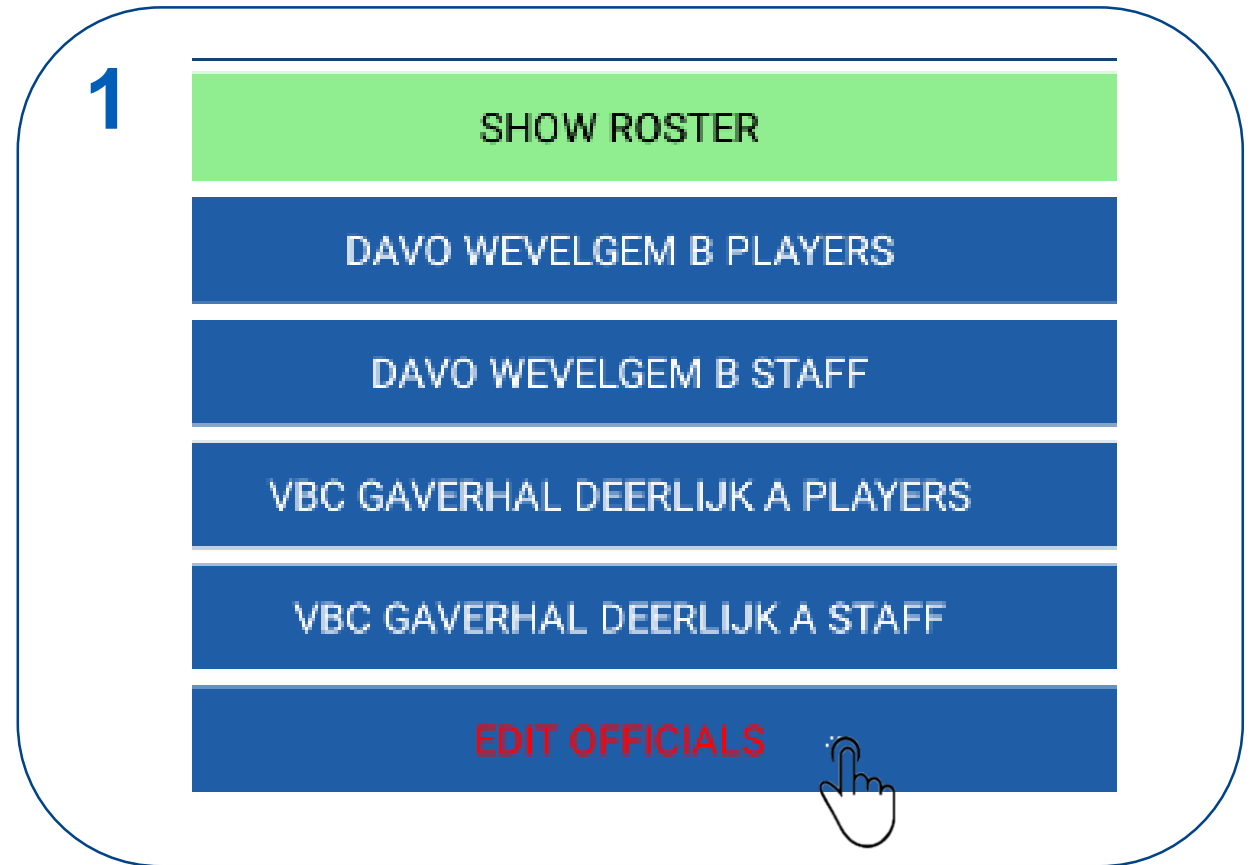 1
SHOW ROSTER
DAVO WEVELGEM B PLAYERS
DAVO WEVELGEM B STAFF
VBC GAVERHAL DEERLIJK A PLAYERS
VBC GAVERHAL DEERLIJK A STAFF
EDIT OFFICIALS